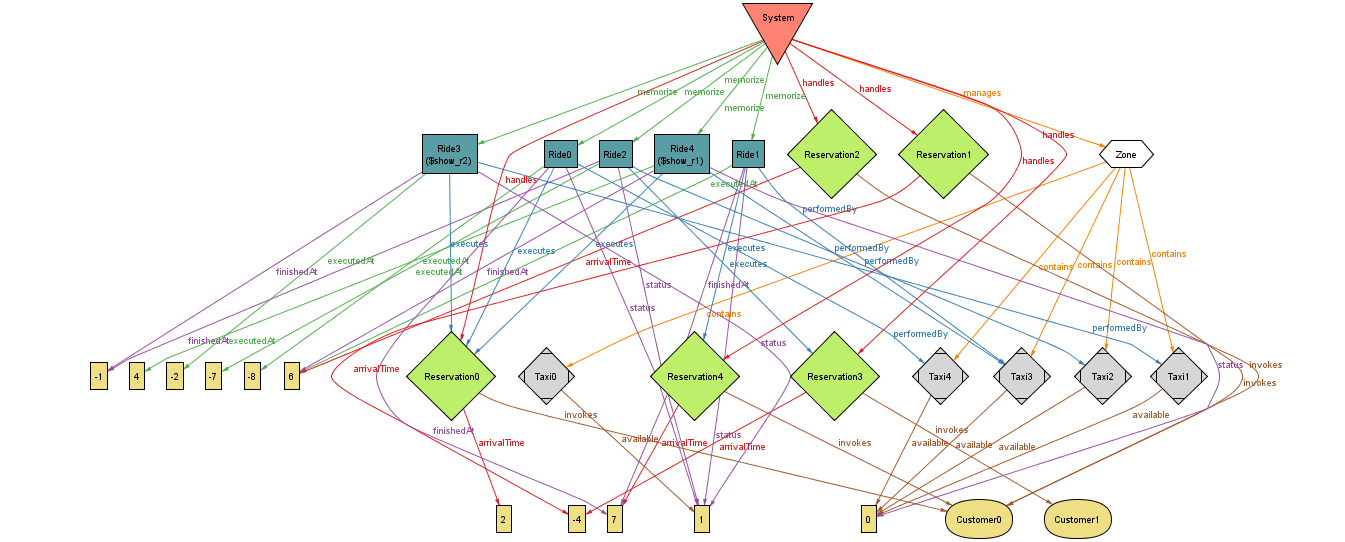 System
memorize
memorize
memorize
memorize
memorize
handles
handles
manages
handles
handles
handles
Ride3
($show_r2)
Ride0
Ride2
Ride4
($show_r1)
Ride1
Reservation2
Reservation1
Zone
executedAt
performedBy
executes
executes
executes
executes
executes
performedBy
performedBy
finishedAt
executedAt
executedAt
executedAt
finishedAt
arrivalTime
contains
contains
contains
contains
status
finishedAt
status
contains
performedBy
performedBy
finishedAt
executedAt
status
arrivalTime
status
invokes
invokes
-1
4
-2
-7
-8
6
Reservation0
Taxi0
Reservation4
Reservation3
Taxi4
Taxi3
Taxi2
Taxi1
finishedAt
arrivalTime
invokes
available
arrivalTime
status
arrivalTime
invokes
available
invokes
available
available
available
2
-4
7
1
0
Customer0
Customer1